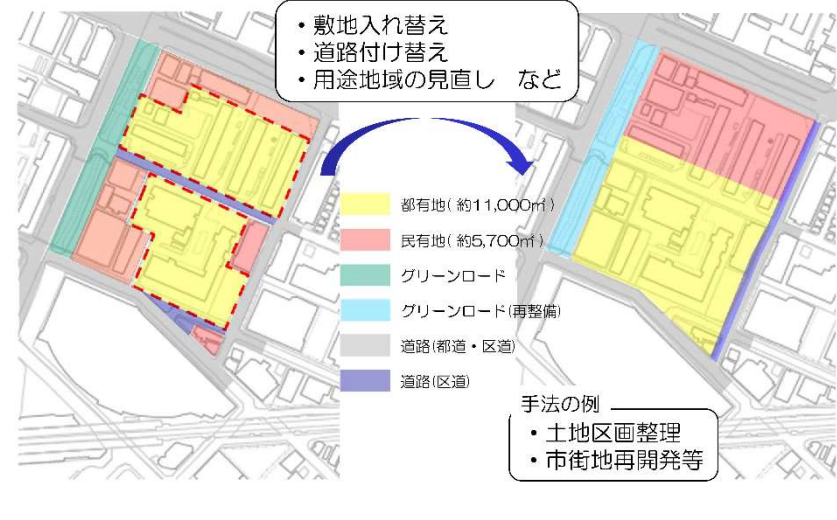 ・敷地入れ替え
・道路付け替え
・用途地域の見直し　など
都有地( 約11,000㎡ )
民有地( 約5,700㎡ )
グリーンロード
グリーンロード(再整備)
道路(都道・区道)
道路(区道)
手法の例
・土地区画整理
・市街地再開発等